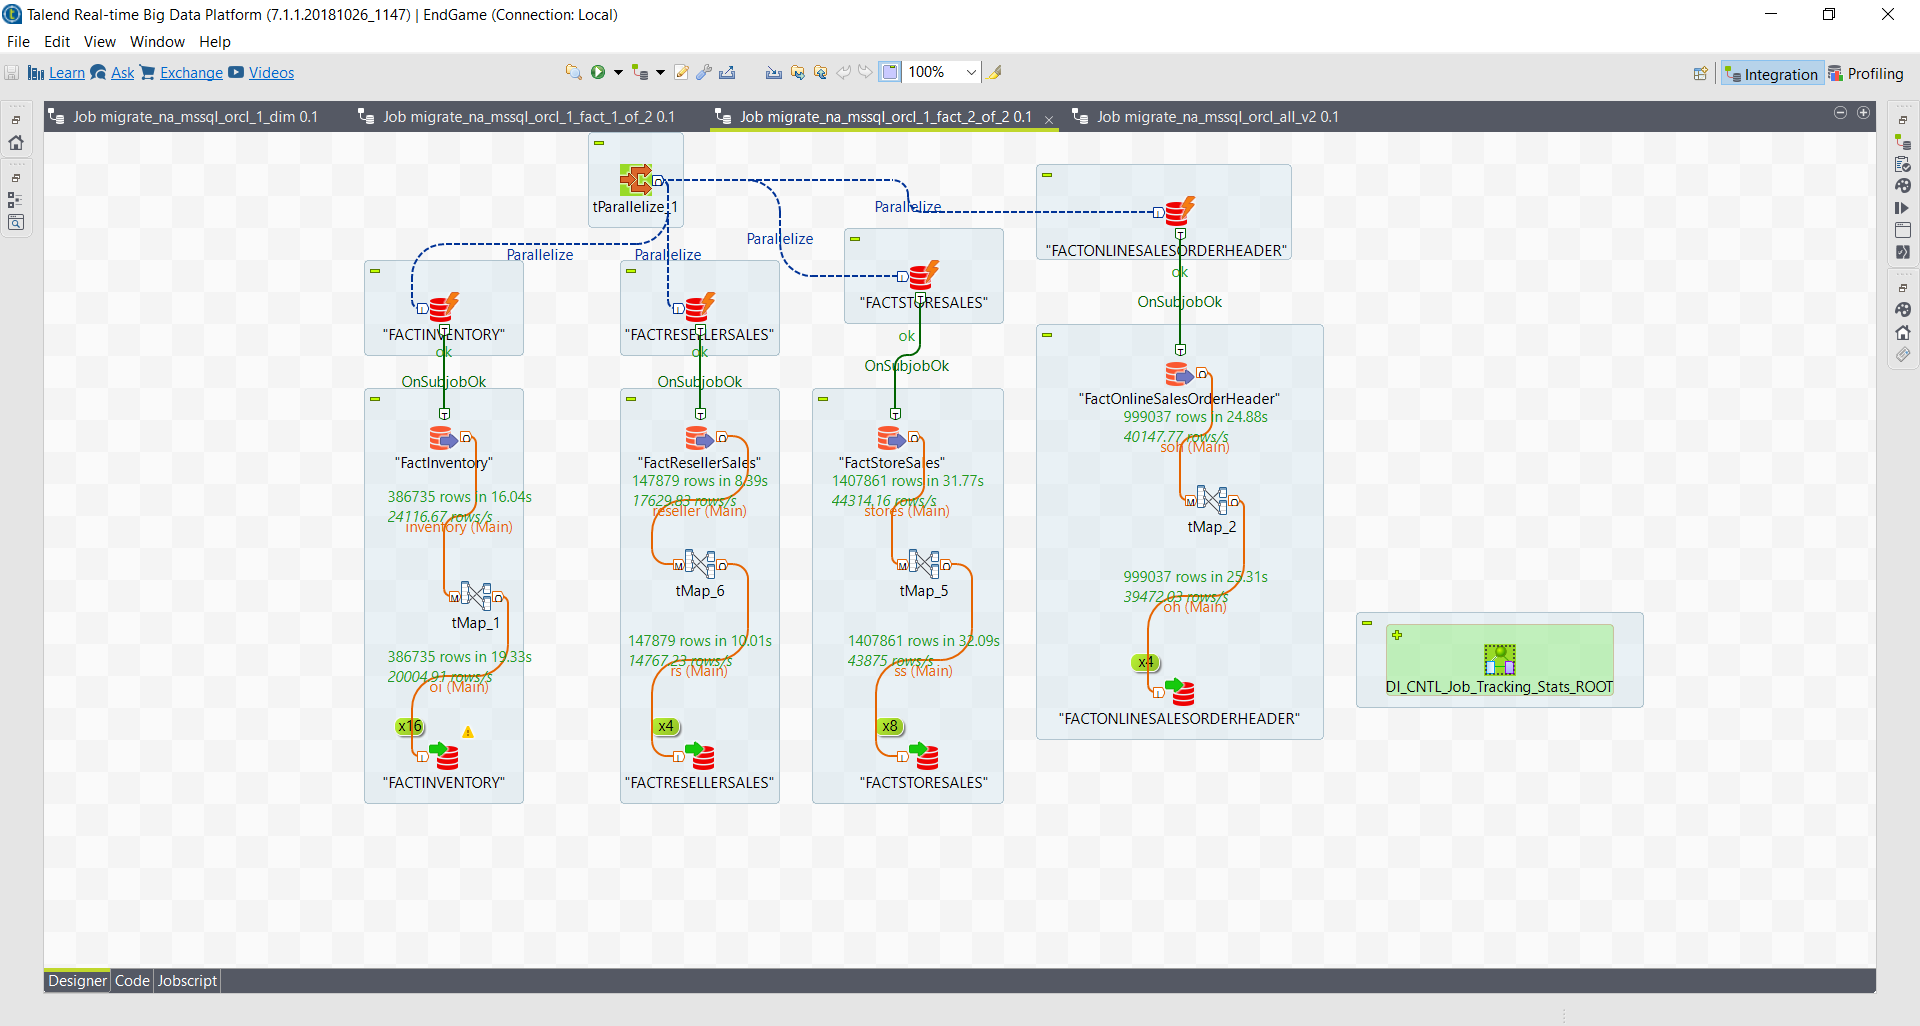 Talend Real-time Big Data Platform (7.1.1.20181026_1147) | EndGame (Connection: Local)
File Edit View Window Help
Learn Ask Exchange Videos 100% Integration Profiling
Job migrate_na_mssql_orcl_1_dim 0.1 Job migrate_na_mssql_orcl_1_fact_1_of_2 0.1 Job migrate_na_mssql_orcl_1_fact_2_of_2 0.1 Job migrate_na_mssql_orcl_all_v2 0.1
tParallelize_1
Parallelize
Parallelize
Parallelize
Parallelize
"FACTINVENTORY"
ok
OnSubjobOk
"FactInventory"
386735 rows in 16.04s
24116.67 rows/s
inventory (Main)
tMap_1
386735 rows in 19.33s
20004.91 rows/s
oi (Main)
x16
"FACTINVENTORY"
"FACTRESELLERSALES"
ok
OnSubjobOk
"FactResellerSales"
147879 rows in 8.39s
17629.83 rows/s
reseller (Main)
tMap_6
147879 rows in 10.01s
14767.23 rows/s
rs (Main)
x4
"FACTRESELLERSALES"
"FACTSTORESALES"
ok
OnSubjobOk
"FactStoreSales"
1407861 rows in 31.77s
44314.16 rows/s
stores (Main)
tMap_5
1407861 rows in 32.09s
43875 rows/s
ss (Main)
x8
"FACTSTORESALES"
"FACTONLINESALESORDERHEADER"
ok
OnSubjobOk
"FactOnlineSalesOrderHeader"
999037 rows in 24.88s
40147.77 rows/s
soh (Main)
tMap_2
999037 rows in 25.31s
39472.03 rows/s
oh (Main)
x4
"FACTONLINESALESORDERHEADER"
DI_CNTL_Job_Tracking_Stats_ROOT
Designer Code Jobscript